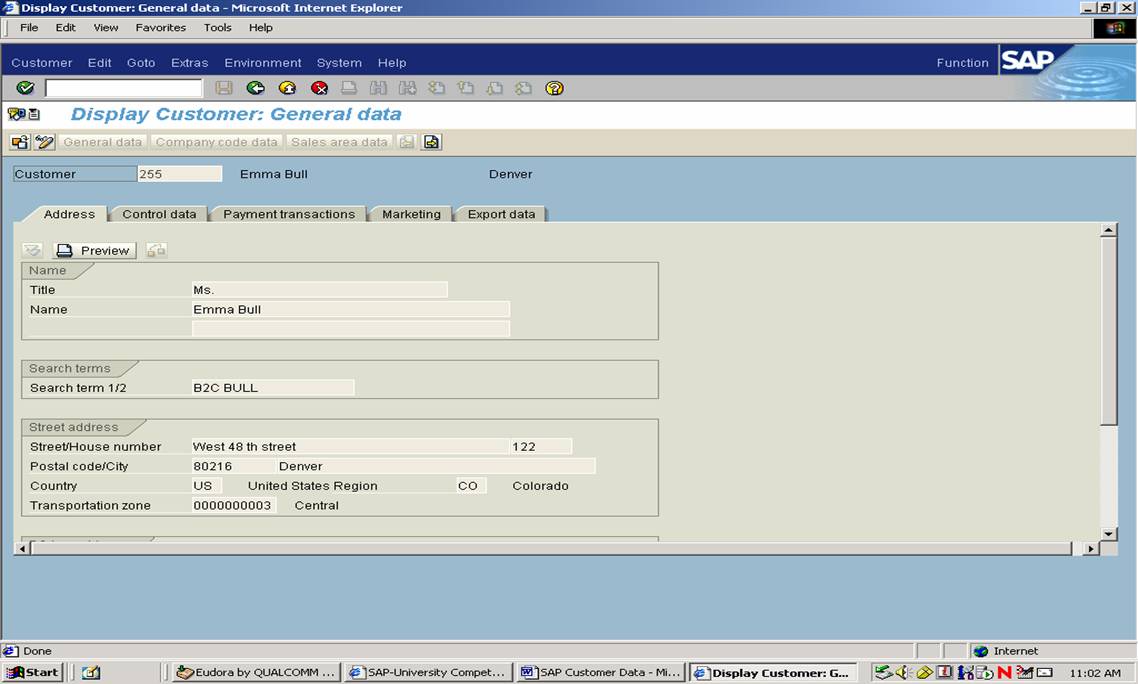 Display Customer: General data - Microsoft Internet Explorer
File Edit View Favorites Tools Help
Customer Edit Goto Extras Environment System Help Function SAP
Display Customer: General data
General data Company code data Sales area data
Customer 255 Emma Bull Denver
Address Control data Payment transactions Marketing Export data
Preview
Name
Title Ms.
Name Emma Bull
Search terms
Search term 1/2 B2C BULL
Street address
Street/House number West 48 th street 122
Postal code/City 80216 Denver
Country US United States Region CO Colorado
Transportation zone 0000000003 Central
Done Internet
Start Eudora by QUALCOMM ... SAP-University Compet... SAP Customer Data - Mi... Display Customer: G... 11:02 AM